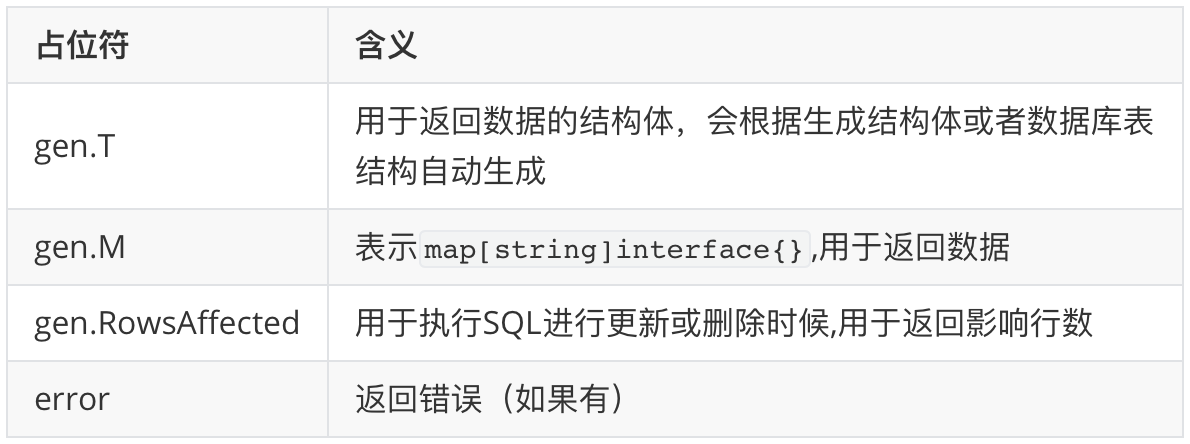 占位符 含义
gen.T 用于返回数据的结构体，会根据生成结构体或者数据库表
结构自动生成
gen.M 表示map[string]interface{},用于返回数据
gen.RowsAffected 用于执行SQL进行更新或删除时候,用于返回影响行数
error 返回错误（如果有）